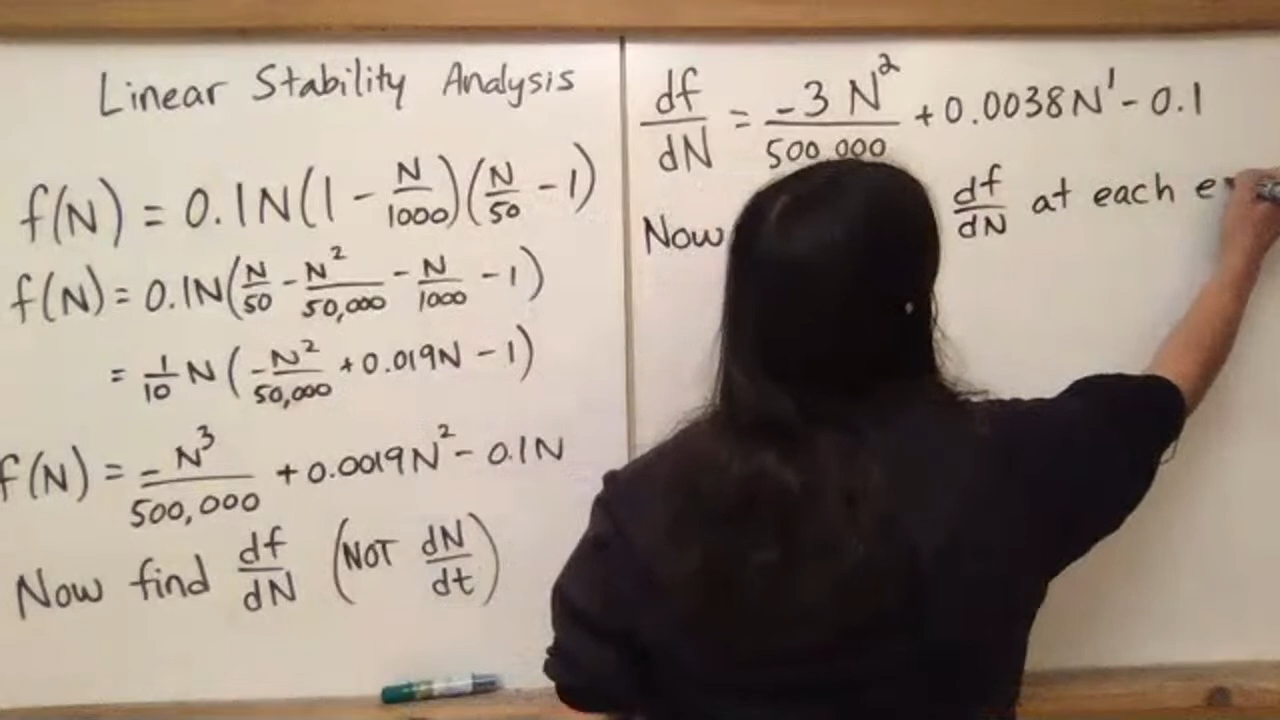 Linear Stability Analysis
f(N) = 0.1N(1 - N/1000)(N/50 - 1)
f(N) = 0.1N(N/50 - N²/50,000 - N/1000 - 1)
= 1/10 N(-N²/50,000 + 0.019N - 1)
f(N) = -N³/500,000 + 0.0019N² - 0.1N
Now find df/dN (NOT dN/dt)
df/dN = -3N²/500 000 + 0.0038N¹ - 0.1
Now df/dN at each